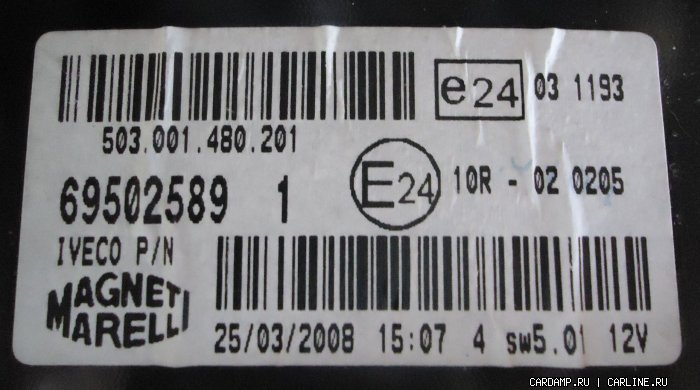 e24 03 1193
503.001.480.201
69502589 1
E24 10R - 02 0205
IVECO P/N
MAGNETI
MARELLI
25/03/2008 15:07 4 sw5.01 12V
CARDAMP.RU | CARLINE.RU